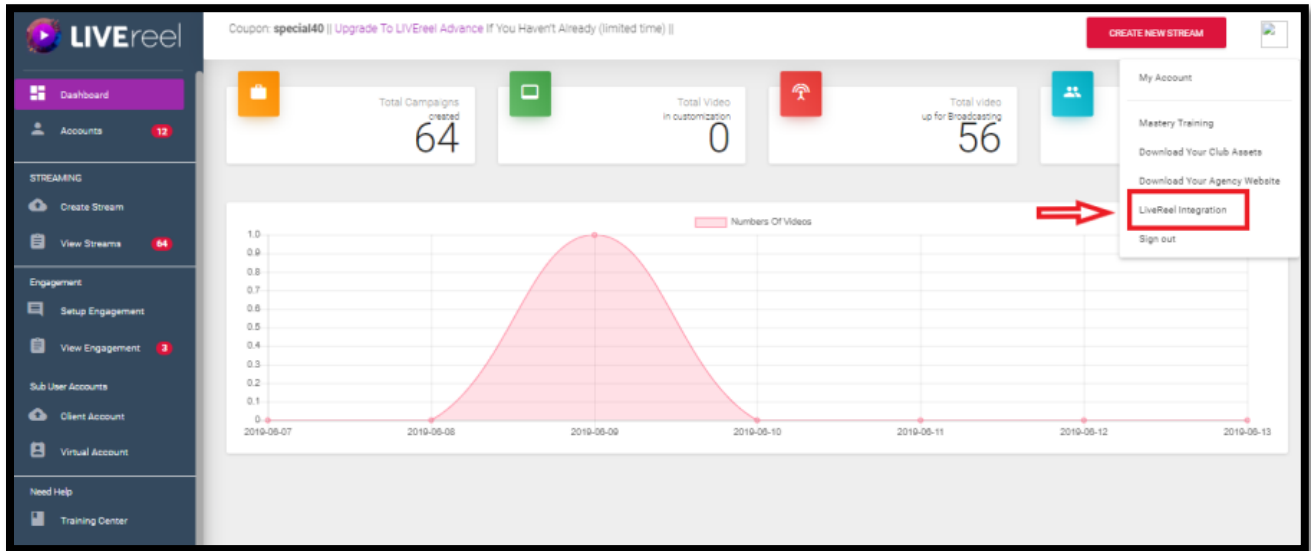 LIVEreel
Coupon: special40 || Upgrade To LIVEreel Advance If You Haven't Already (limited time) ||
CREATE NEW STREAM
Dashboard
Accounts 12
STREAMING
Create Stream
View Streams 64
Engagement
Setup Engagement
View Engagement 3
Sub User Accounts
Client Account
Virtual Account
Need Help
Training Center
Total Campaigns
created
64
Total Video
in customization
0
Total video
up for Broadcasting
56
My Account
Mastery Training
Download Your Club Assets
Download Your Agency Website
LiveReel Integration
Sign out
Numbers Of Videos
1.0
0.9
0.8
0.7
0.6
0.5
0.4
0.3
0.2
0.1
0
2019-06-07 2019-06-08 2019-06-09 2019-06-10 2019-06-11 2019-06-12 2019-06-13